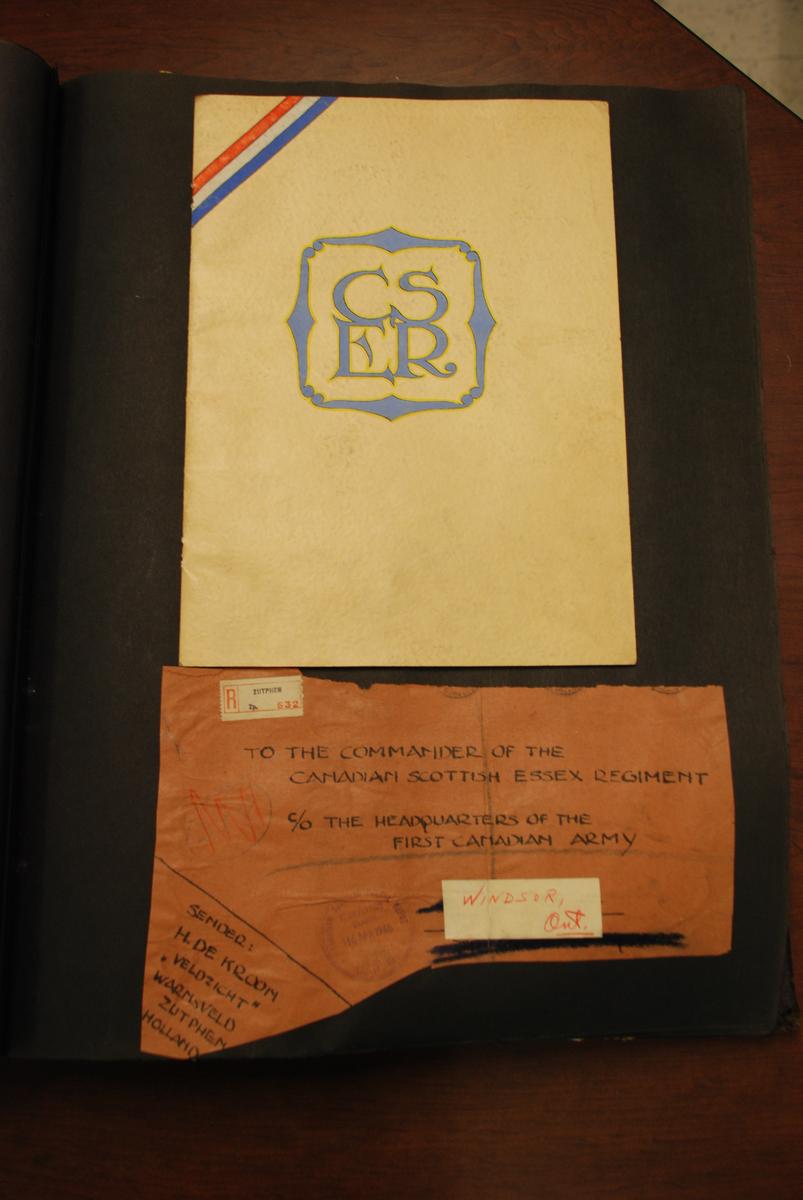 CS
ER
R
ZUTPHEN
Zp. 632
TO THE COMMANDER OF THE
CANADIAN SCOTTISH ESSEX REGIMENT
c/o THE HEADQUARTERS OF THE
FIRST CANADIAN ARMY
WINDSOR,
Ont.
SENDER:
H. DE KROOM
"VELDZICHT"
WARNSVELD
ZUTPHEN
HOLLAND